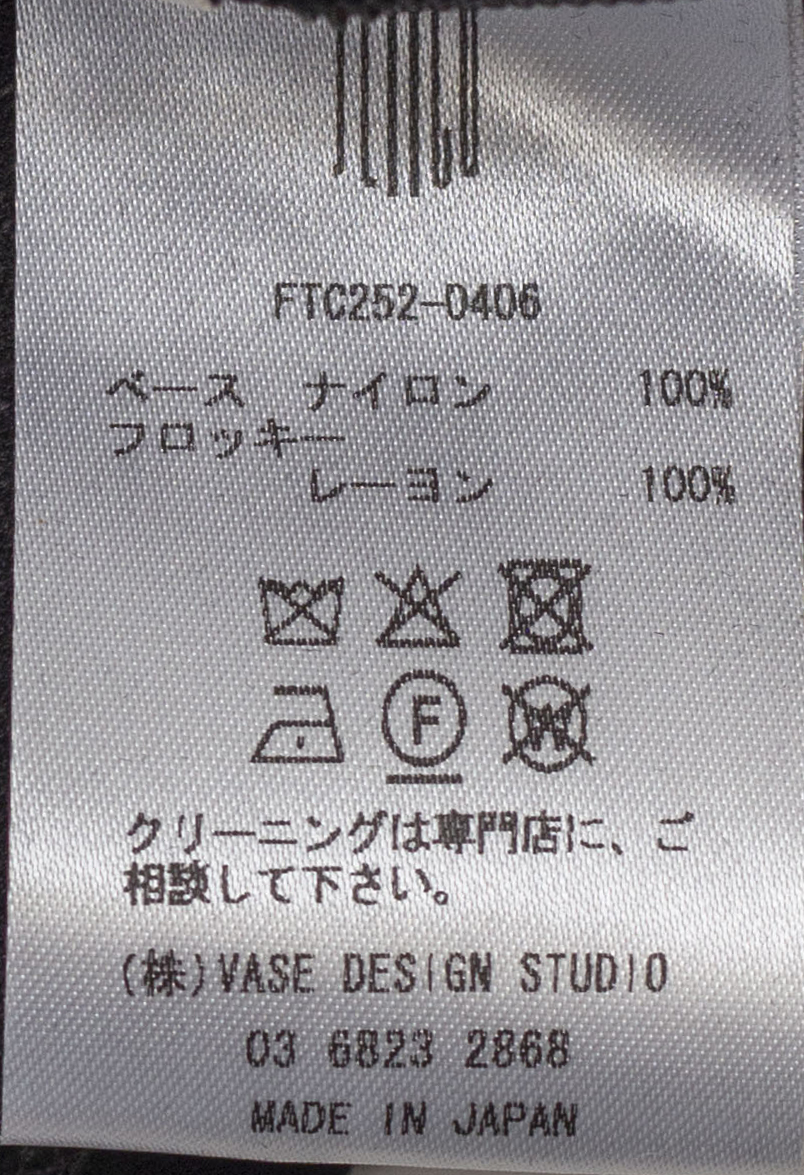 FTC252-0406
ベース ナイロン 100%
フロッキー
レーヨン 100%
F
W
クリーニングは専門店に、ご
相談して下さい。
(株)VASE DESIGN STUDIO
03 6823 2868
MADE IN JAPAN